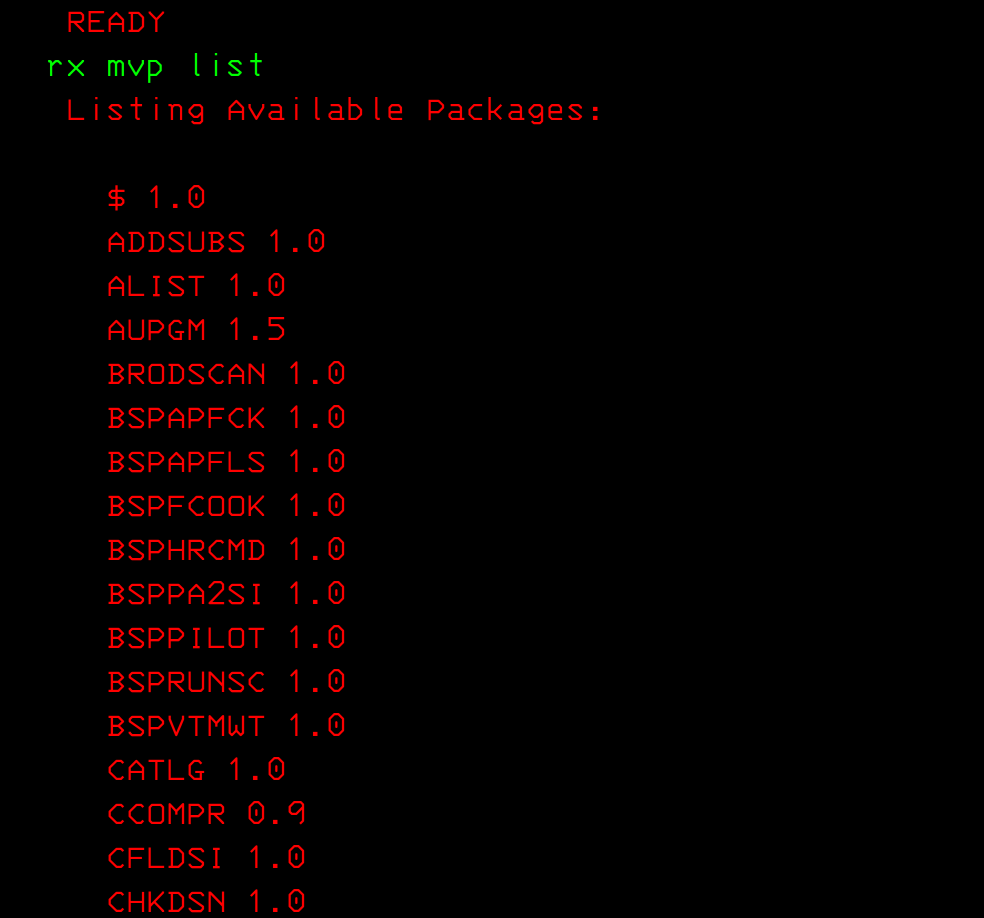 READY
rx mvp list
Listing Available Packages:
$ 1.0
ADDSUBS 1.0
ALIST 1.0
AUPGM 1.5
BRODSCAN 1.0
BSPAPFCK 1.0
BSPAPFLS 1.0
BSPFCOOK 1.0
BSPHRCMD 1.0
BSPPA2SI 1.0
BSPPILOT 1.0
BSPRUNSC 1.0
BSPVTMWT 1.0
CATLG 1.0
CCOMPR 0.9
CFLDSI 1.0
CHKDSN 1.0